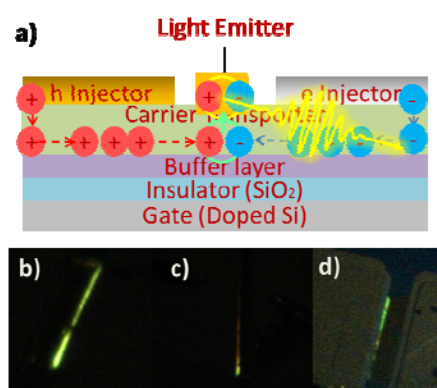 a)
Light Emitter
h Injector
e Injector
Carrier Transporter
Buffer layer
Insulator (SiO₂)
Gate (Doped Si)
b)
c)
d)